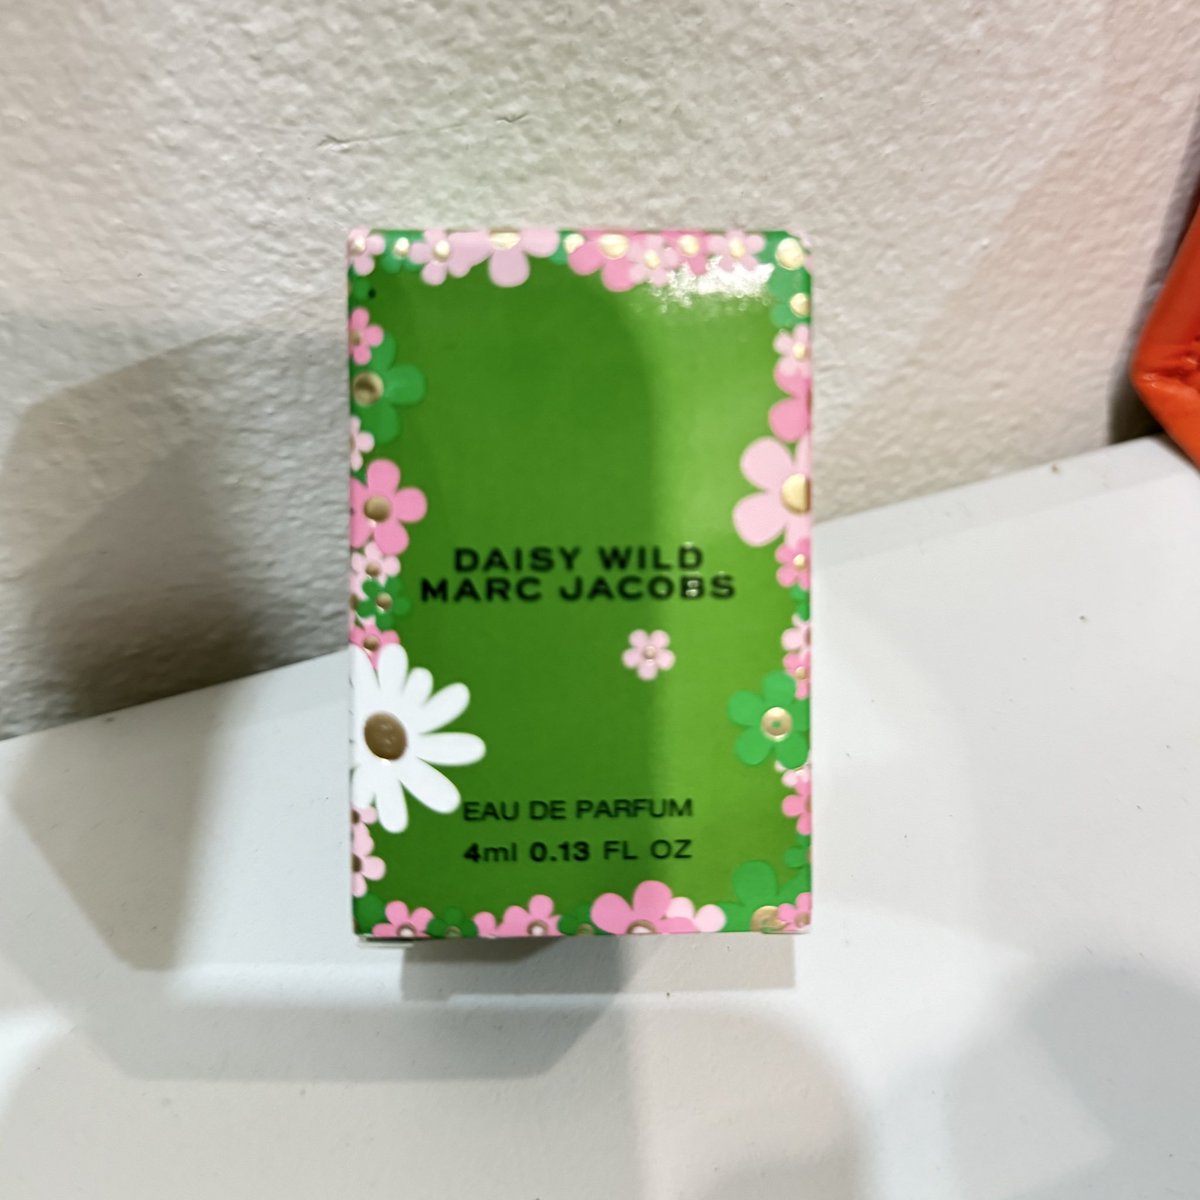 DAISY WILD
MARC JACOBS
EAU DE PARFUM
4ml 0.13 FL OZ